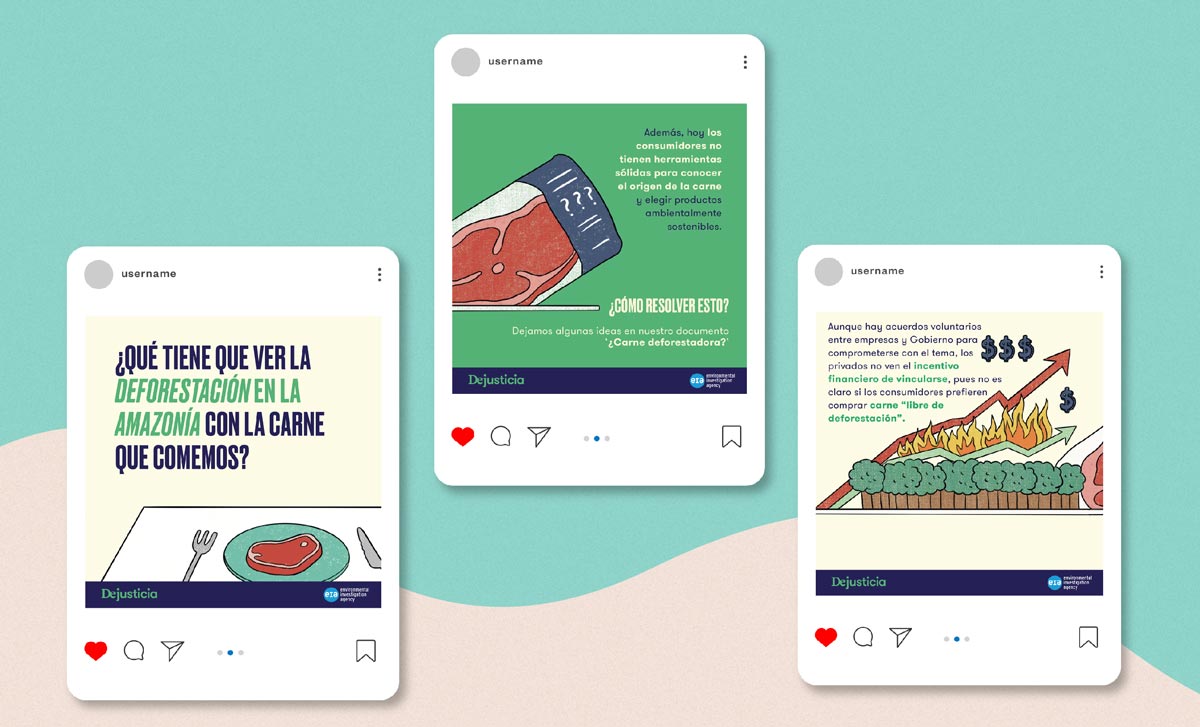 username
¿QUÉ TIENE QUE VER LA
DEFORESTACIÓN EN LA
AMAZONÍA CON LA CARNE
QUE COMEMOS?
Dejusticia
eia environmental
investigation
agency
username
Además, hoy los
consumidores no
tienen herramientas
sólidas para conocer
el origen de la carne
y elegir productos
ambientalmente
sostenibles.
???
¿CÓMO RESOLVER ESTO?
Dejamos algunas ideas en nuestro documento
'¿Carne deforestadora?'
Dejusticia
eia environmental
investigation
agency
username
Aunque hay acuerdos voluntarios
entre empresas y Gobierno para
comprometerse con el tema, los
privados no ven el incentivo
financiero de vincularse, pues no es
claro si los consumidores prefieren
comprar carne “libre de
deforestación”.
$$$
$
Dejusticia
eia environmental
investigation
agency